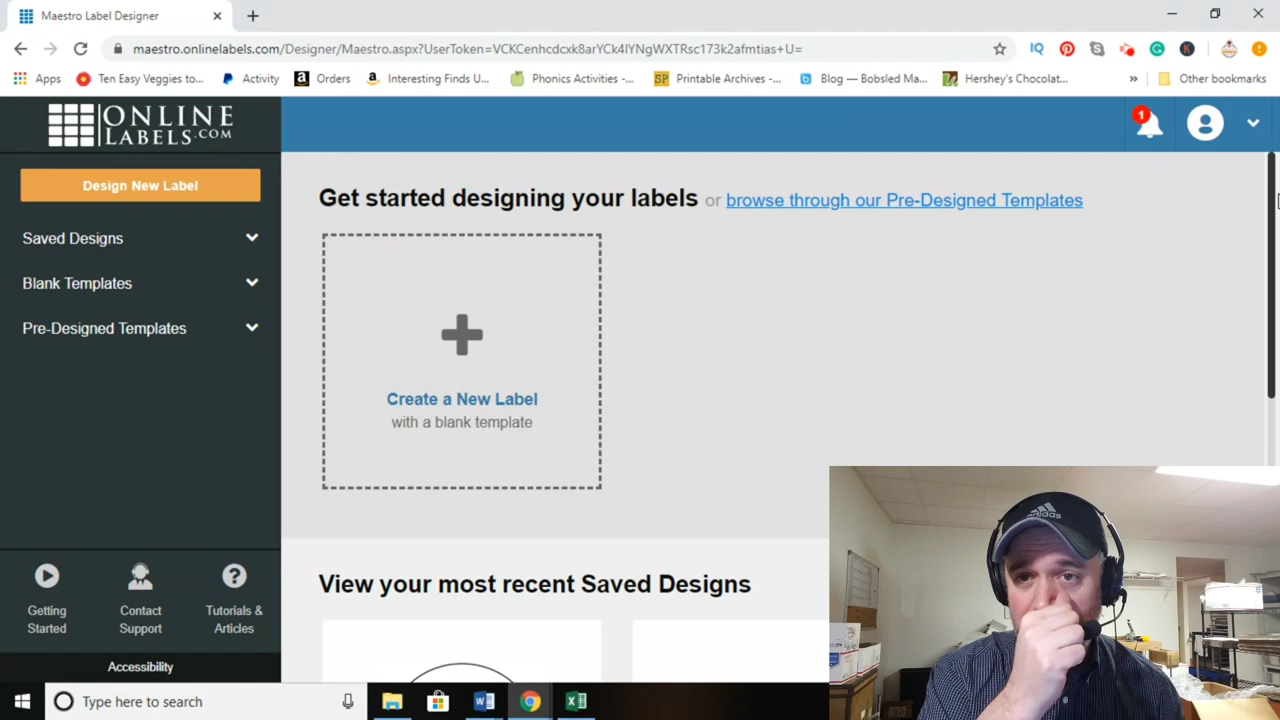 Maestro Label Designer
maestro.onlinelabels.com/Designer/Maestro.aspx?UserToken=VCKCenhcdcxk8arYCk4lYNgWXTRsc173k2afmtias+U=
IQ
K
Apps
Ten Easy Veggies to...
Activity
Orders
Interesting Finds U...
Phonics Activities -...
SP
Printable Archives -...
Blog — Bobsled Ma...
Hershey's Chocolat...
»
Other bookmarks
ONLINE
LABELS.COM
1
Design New Label
Saved Designs
Blank Templates
Pre-Designed Templates
Get started designing your labels or browse through our Pre-Designed Templates
Create a New Label
with a blank template
View your most recent Saved Designs
Getting Started
Contact Support
Tutorials & Articles
Accessibility
adidas
Type here to search